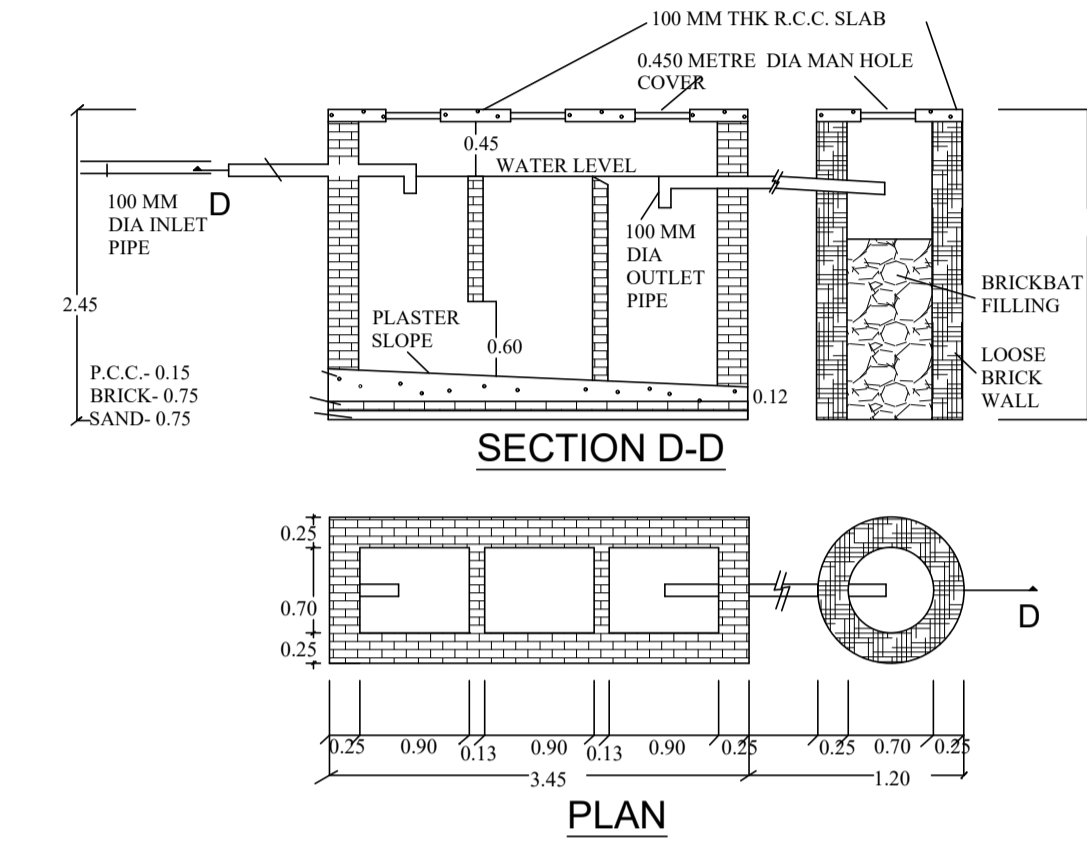 100 MM THK R.C.C. SLAB
0.450 METRE DIA MAN HOLE
COVER
0.45
WATER LEVEL
100 MM
DIA INLET
PIPE
D
100 MM
DIA
OUTLET
PIPE
2.45
PLASTER
SLOPE
0.60
BRICKBAT
FILLING
LOOSE
BRICK
WALL
P.C.C.- 0.15
BRICK- 0.75
SAND- 0.75
0.12
SECTION D-D
0.25
0.70
0.25
D
0.25 0.90 0.13 0.90 0.13 0.90 0.25 0.25 0.70 0.25
3.45 1.20
PLAN